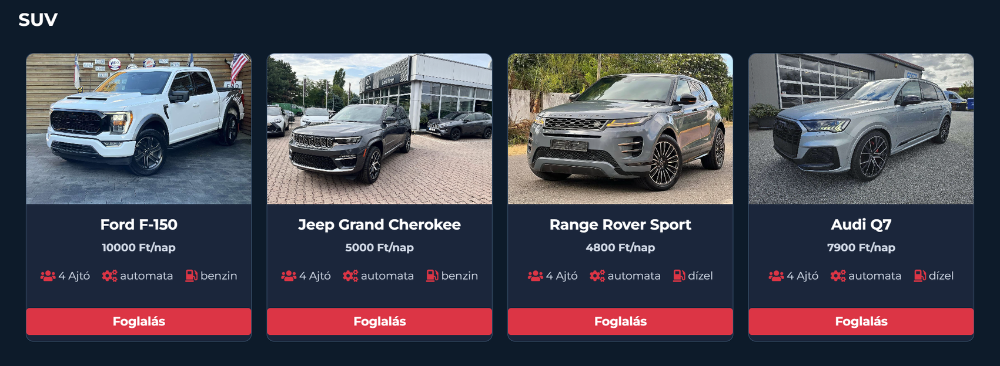 SUV
Ford F-150
10000 Ft/nap
4 Ajtó automata benzin
Foglalás
Jeep Grand Cherokee
5000 Ft/nap
4 Ajtó automata benzin
Foglalás
Range Rover Sport
4800 Ft/nap
4 Ajtó automata dízel
Foglalás
Audi Q7
7900 Ft/nap
4 Ajtó automata dízel
Foglalás